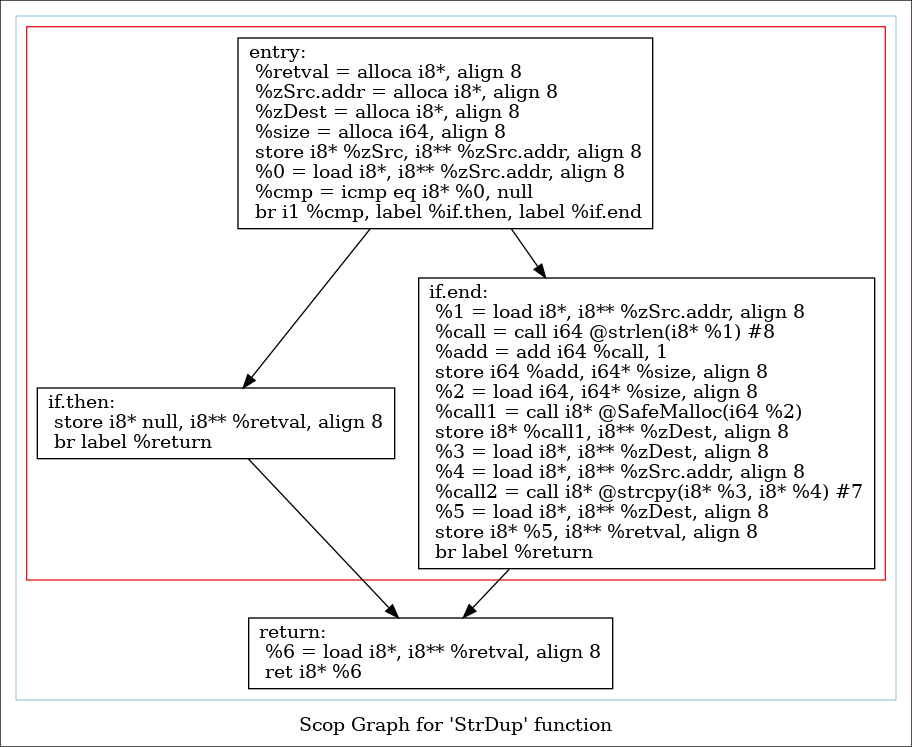 entry:
%retval = alloca i8*, align 8
%zSrc.addr = alloca i8*, align 8
%zDest = alloca i8*, align 8
%size = alloca i64, align 8
store i8* %zSrc, i8** %zSrc.addr, align 8
%0 = load i8*, i8** %zSrc.addr, align 8
%cmp = icmp eq i8* %0, null
br i1 %cmp, label %if.then, label %if.end
if.then:
store i8* null, i8** %retval, align 8
br label %return
if.end:
%1 = load i8*, i8** %zSrc.addr, align 8
%call = call i64 @strlen(i8* %1) #8
%add = add i64 %call, 1
store i64 %add, i64* %size, align 8
%2 = load i64, i64* %size, align 8
%call1 = call i8* @SafeMalloc(i64 %2)
store i8* %call1, i8** %zDest, align 8
%3 = load i8*, i8** %zDest, align 8
%4 = load i8*, i8** %zSrc.addr, align 8
%call2 = call i8* @strcpy(i8* %3, i8* %4) #7
%5 = load i8*, i8** %zDest, align 8
store i8* %5, i8** %retval, align 8
br label %return
return:
%6 = load i8*, i8** %retval, align 8
ret i8* %6
Scop Graph for 'StrDup' function